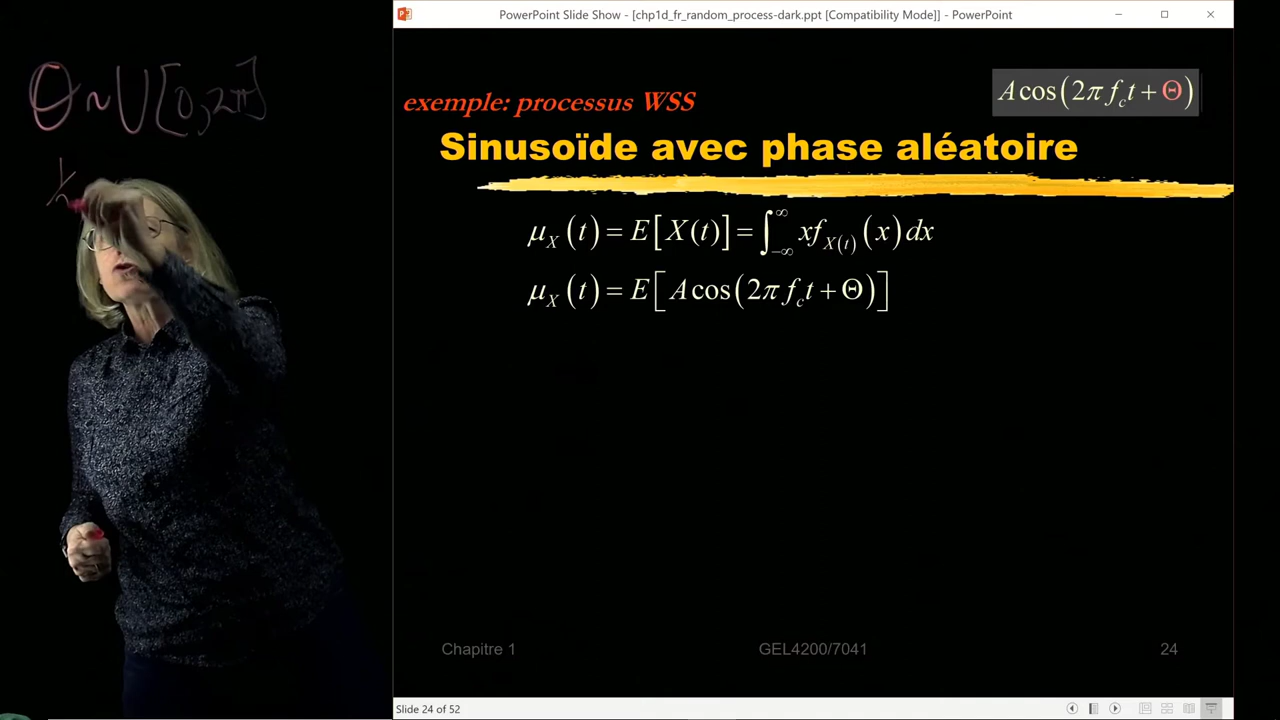 PowerPoint Slide Show - [chp1d_fr_random_process-dark.ppt [Compatibility Mode]] - PowerPoint
Θ ~ U[0, 2π]
A cos(2π f_c t + Θ)
exemple: processus WSS
Sinusoïde avec phase aléatoire
μ_X (t) = E[X(t)] = ∫_{-∞}^{∞} x f_{X(t)} (x) dx
μ_X (t) = E[A cos(2π f_c t + Θ)]
Chapitre 1
GEL4200/7041
24
Slide 24 of 52